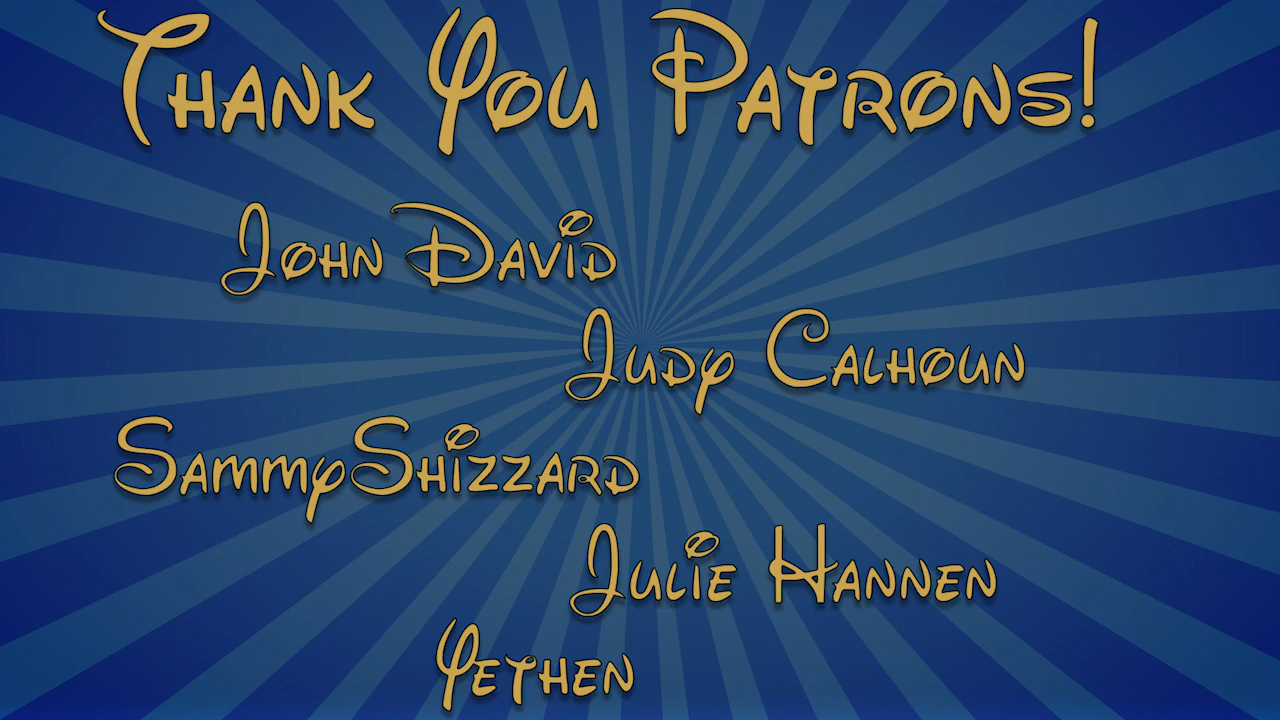 Thank You Patrons!
John David
Judy Calhoun
SammyShizzard
Julie Hannen
Yethen